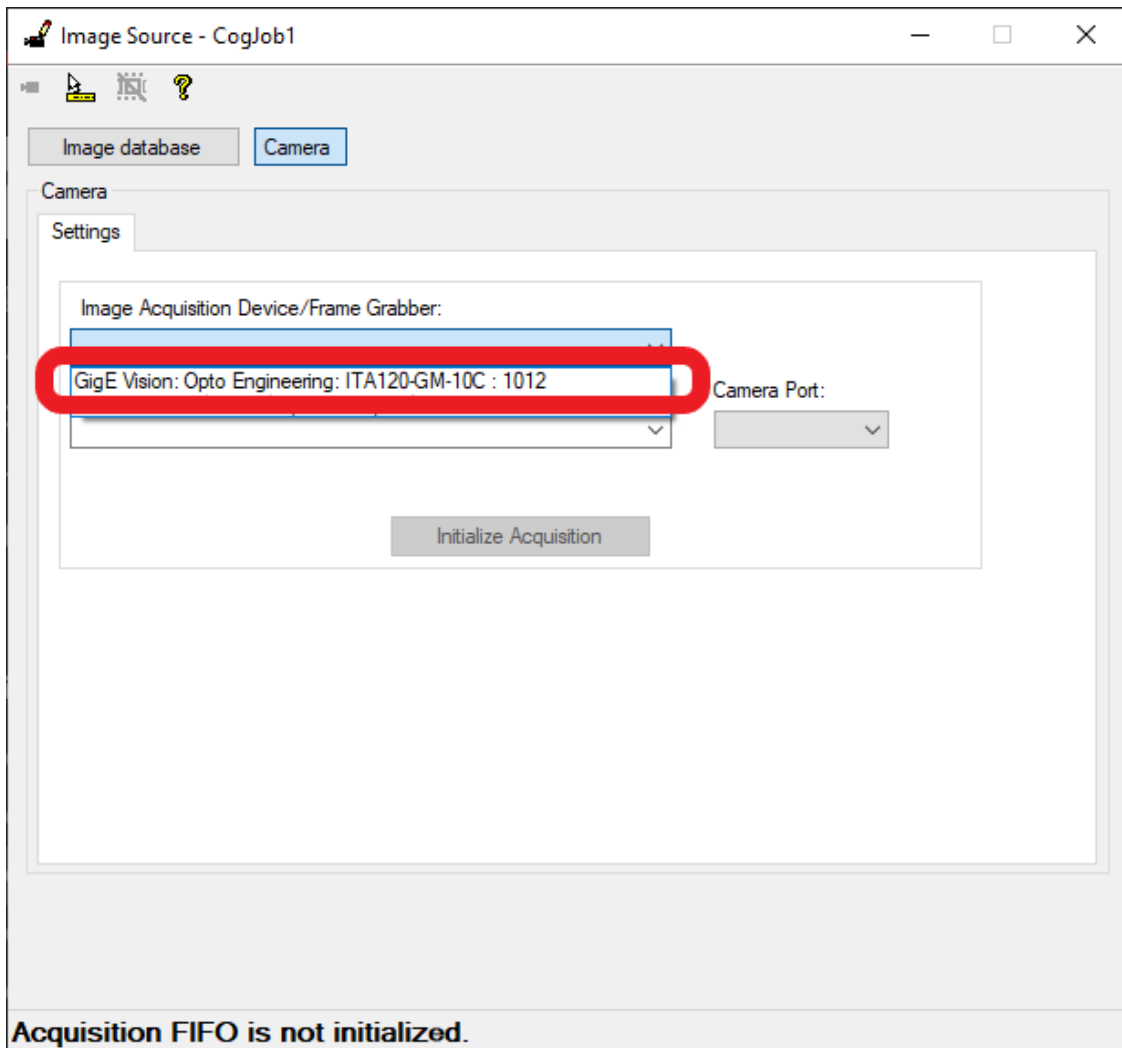 Image Source - CogJob1
Image database
Camera
Camera
Settings
Image Acquisition Device/Frame Grabber:
GigE Vision: Opto Engineering: ITA120-GM-10C : 1012
Camera Port:
Initialize Acquisition
Acquisition FIFO is not initialized.